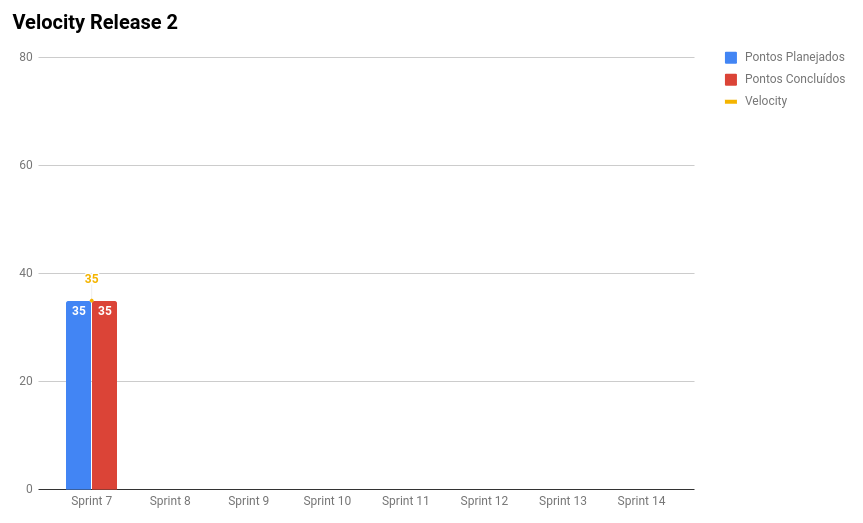 Velocity Release 2
80
60
40
20
0
35
35
35
Sprint 7
Sprint 8
Sprint 9
Sprint 10
Sprint 11
Sprint 12
Sprint 13
Sprint 14
Pontos Planejados
Pontos Concluídos
Velocity